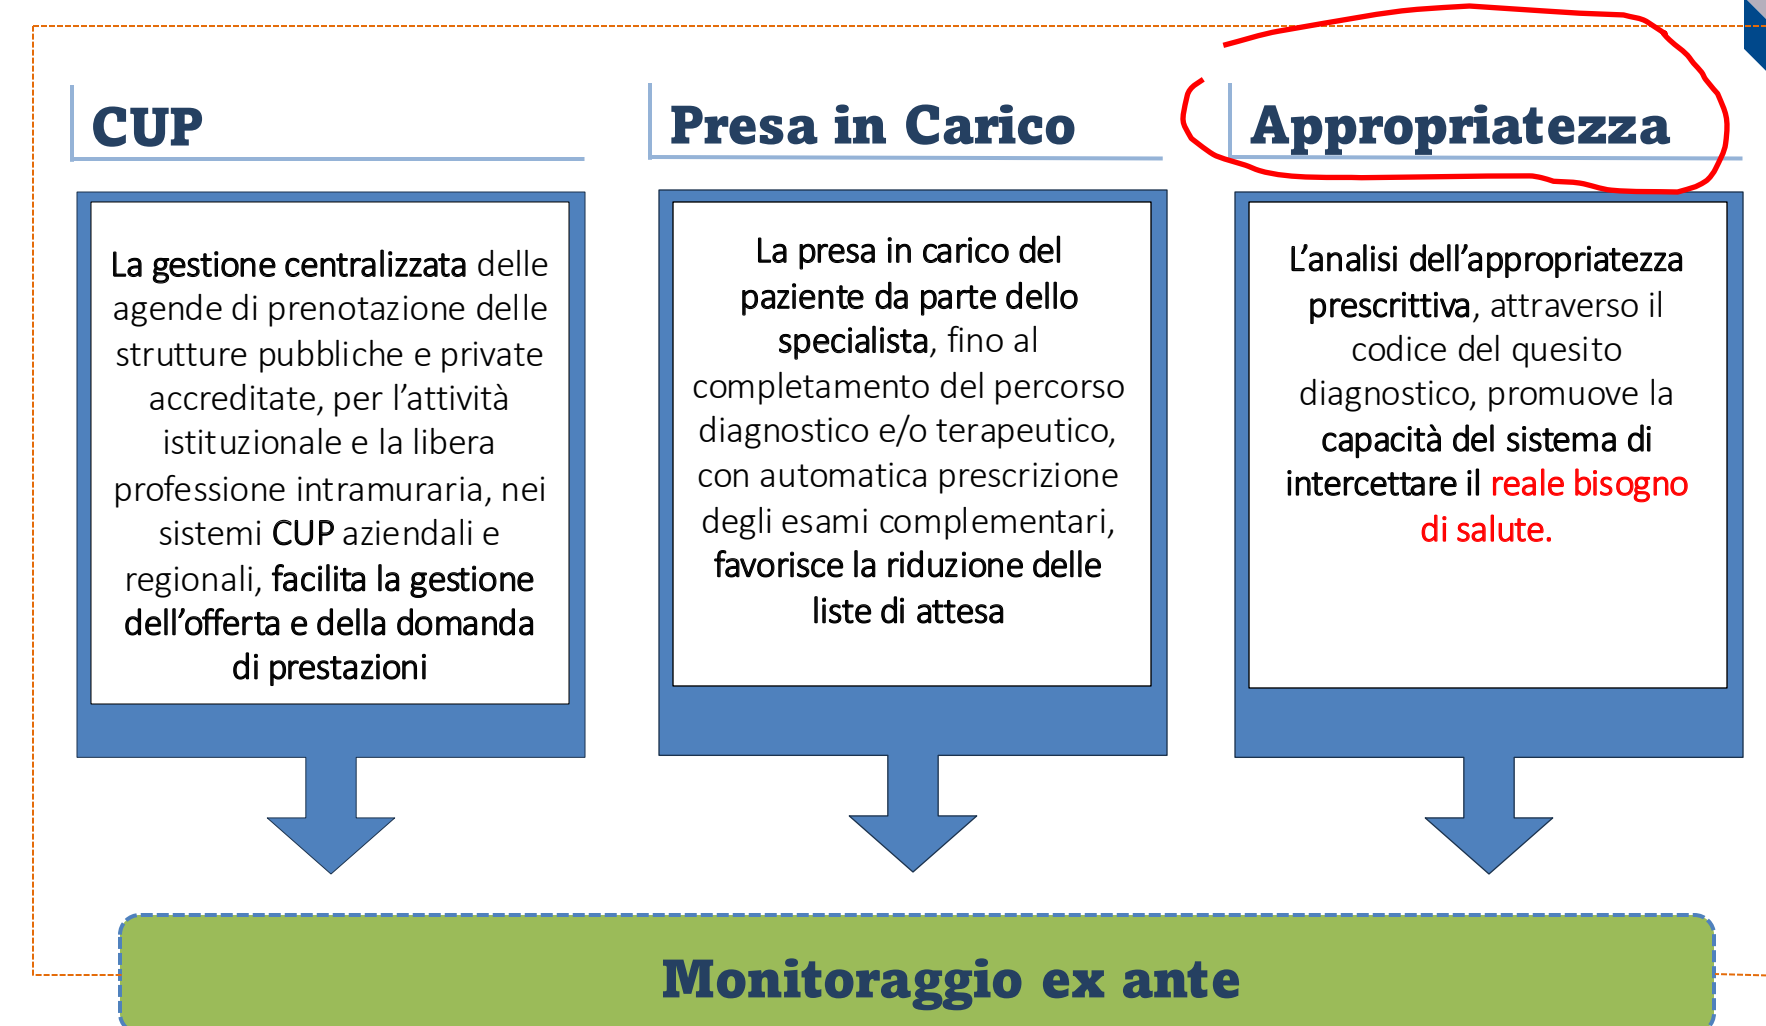 CUP
La gestione centralizzata delle
agende di prenotazione delle
strutture pubbliche e private
accreditate, per l’attività
istituzionale e la libera
professione intramuraria, nei
sistemi CUP aziendali e
regionali, facilita la gestione
dell’offerta e della domanda
di prestazioni
Presa in Carico
La presa in carico del
paziente da parte dello
specialista, fino al
completamento del percorso
diagnostico e/o terapeutico,
con automatica prescrizione
degli esami complementari,
favorisce la riduzione delle
liste di attesa
Appropriatezza
L’analisi dell’appropriatezza
prescrittiva, attraverso il
codice del quesito
diagnostico, promuove la
capacità del sistema di
intercettare il reale bisogno
di salute.
Monitoraggio ex ante